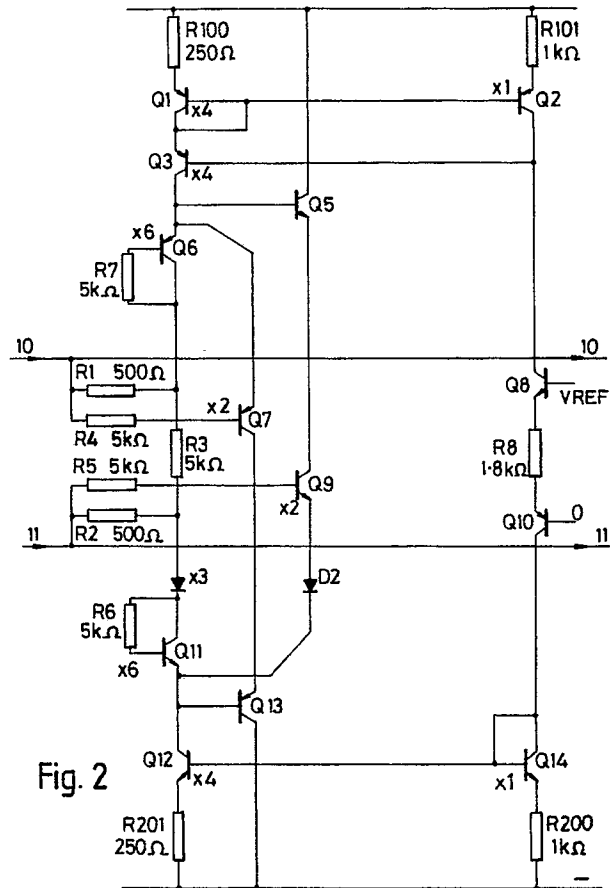 R100
250Ω
R101
1kΩ
Q1
x4
x1
Q2
Q3
x4
Q5
x6
Q6
R7
5kΩ
10
10
R1 500Ω
Q8
VREF
x2
Q7
R4 5kΩ
R3
5kΩ
R8
1·8kΩ
R5 5kΩ
Q9
x2
R2
500Ω
Q10
0
11
11
x3
D2
R6
5kΩ
Q11
x6
Q13
Q12
x4
Q14
x1
Fig. 2
R201
250Ω
R200
1kΩ
−